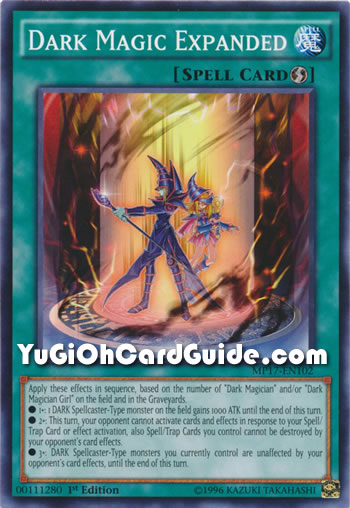 DARK MAGIC EXPANDED
魔
[SPELL CARD]
YuGiOhCardGuide.com
MP17-EN102
Apply these effects in sequence, based on the number of "Dark Magician" and/or "Dark
Magician Girl" on the field and in the Graveyards.
● 1+: 1 DARK Spellcaster-Type monster on the field gains 1000 ATK until the end of this turn.
● 2+: This turn, your opponent cannot activate cards and effects in response to your Spell/
Trap Card or effect activation, also Spell/Trap Cards you control cannot be destroyed by
your opponent's card effects.
● 3+: DARK Spellcaster-Type monsters you currently control are unaffected by your
opponent's card effects, until the end of this turn.
00111280 1st Edition ©1996 KAZUKI TAKAHASHI